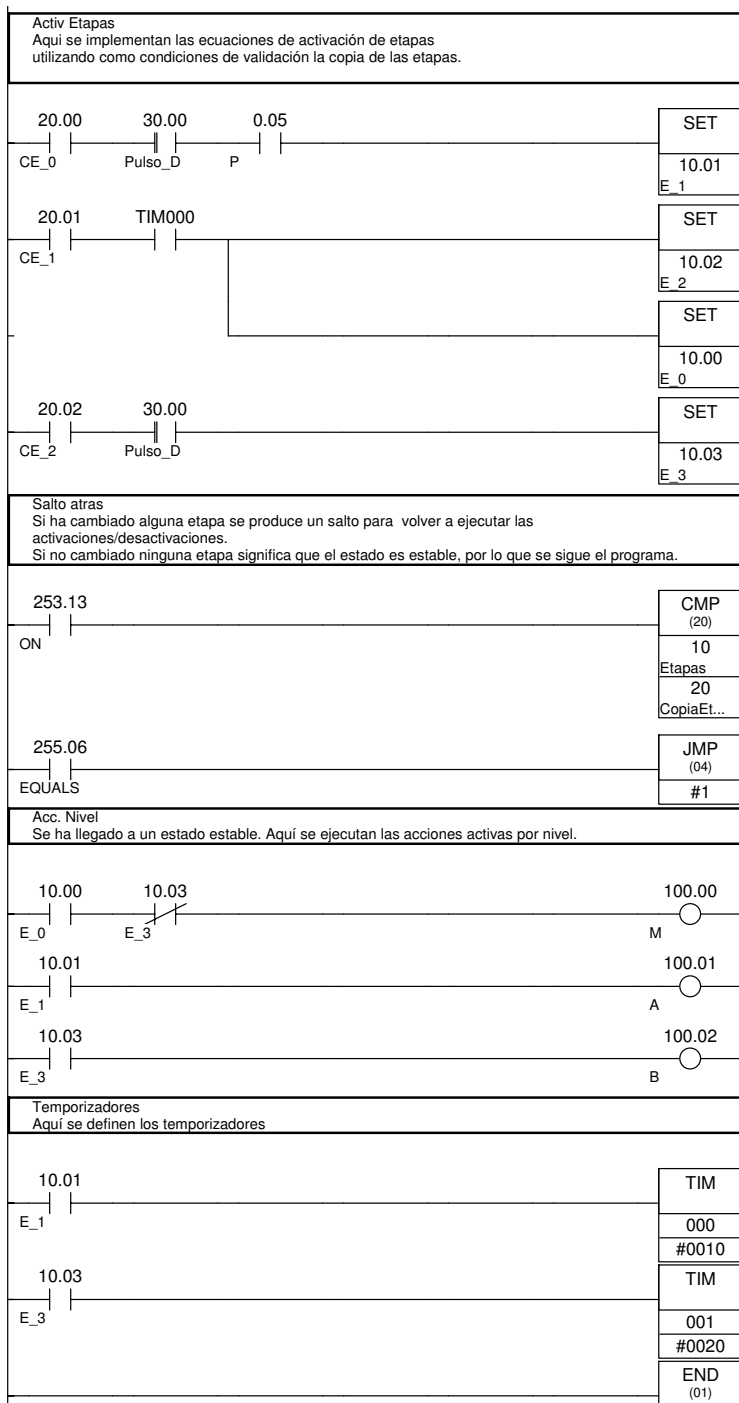 Activ Etapas
Aqui se implementan las ecuaciones de activación de etapas
utilizando como condiciones de validación la copia de las etapas.
20.00 30.00 0.05 SET
CE_0 Pulso_D P 10.01
E_1
20.01 TIM000 SET
CE_1 10.02
E_2
SET
10.00
E_0
20.02 30.00 SET
CE_2 Pulso_D 10.03
E_3
Salto atras
Si ha cambiado alguna etapa se produce un salto para volver a ejecutar las
activaciones/desactivaciones.
Si no cambiado ninguna etapa significa que el estado es estable, por lo que se sigue el programa.
253.13 CMP
(20)
ON 10
Etapas
20
CopiaEt...
255.06 JMP
(04)
EQUALS #1
Acc. Nivel
Se ha llegado a un estado estable. Aquí se ejecutan las acciones activas por nivel.
10.00 10.03 100.00
E_0 E_3 M
10.01 100.01
E_1 A
10.03 100.02
E_3 B
Temporizadores
Aquí se definen los temporizadores
10.01 TIM
E_1 000
#0010
10.03 TIM
E_3 001
#0020
END
(01)